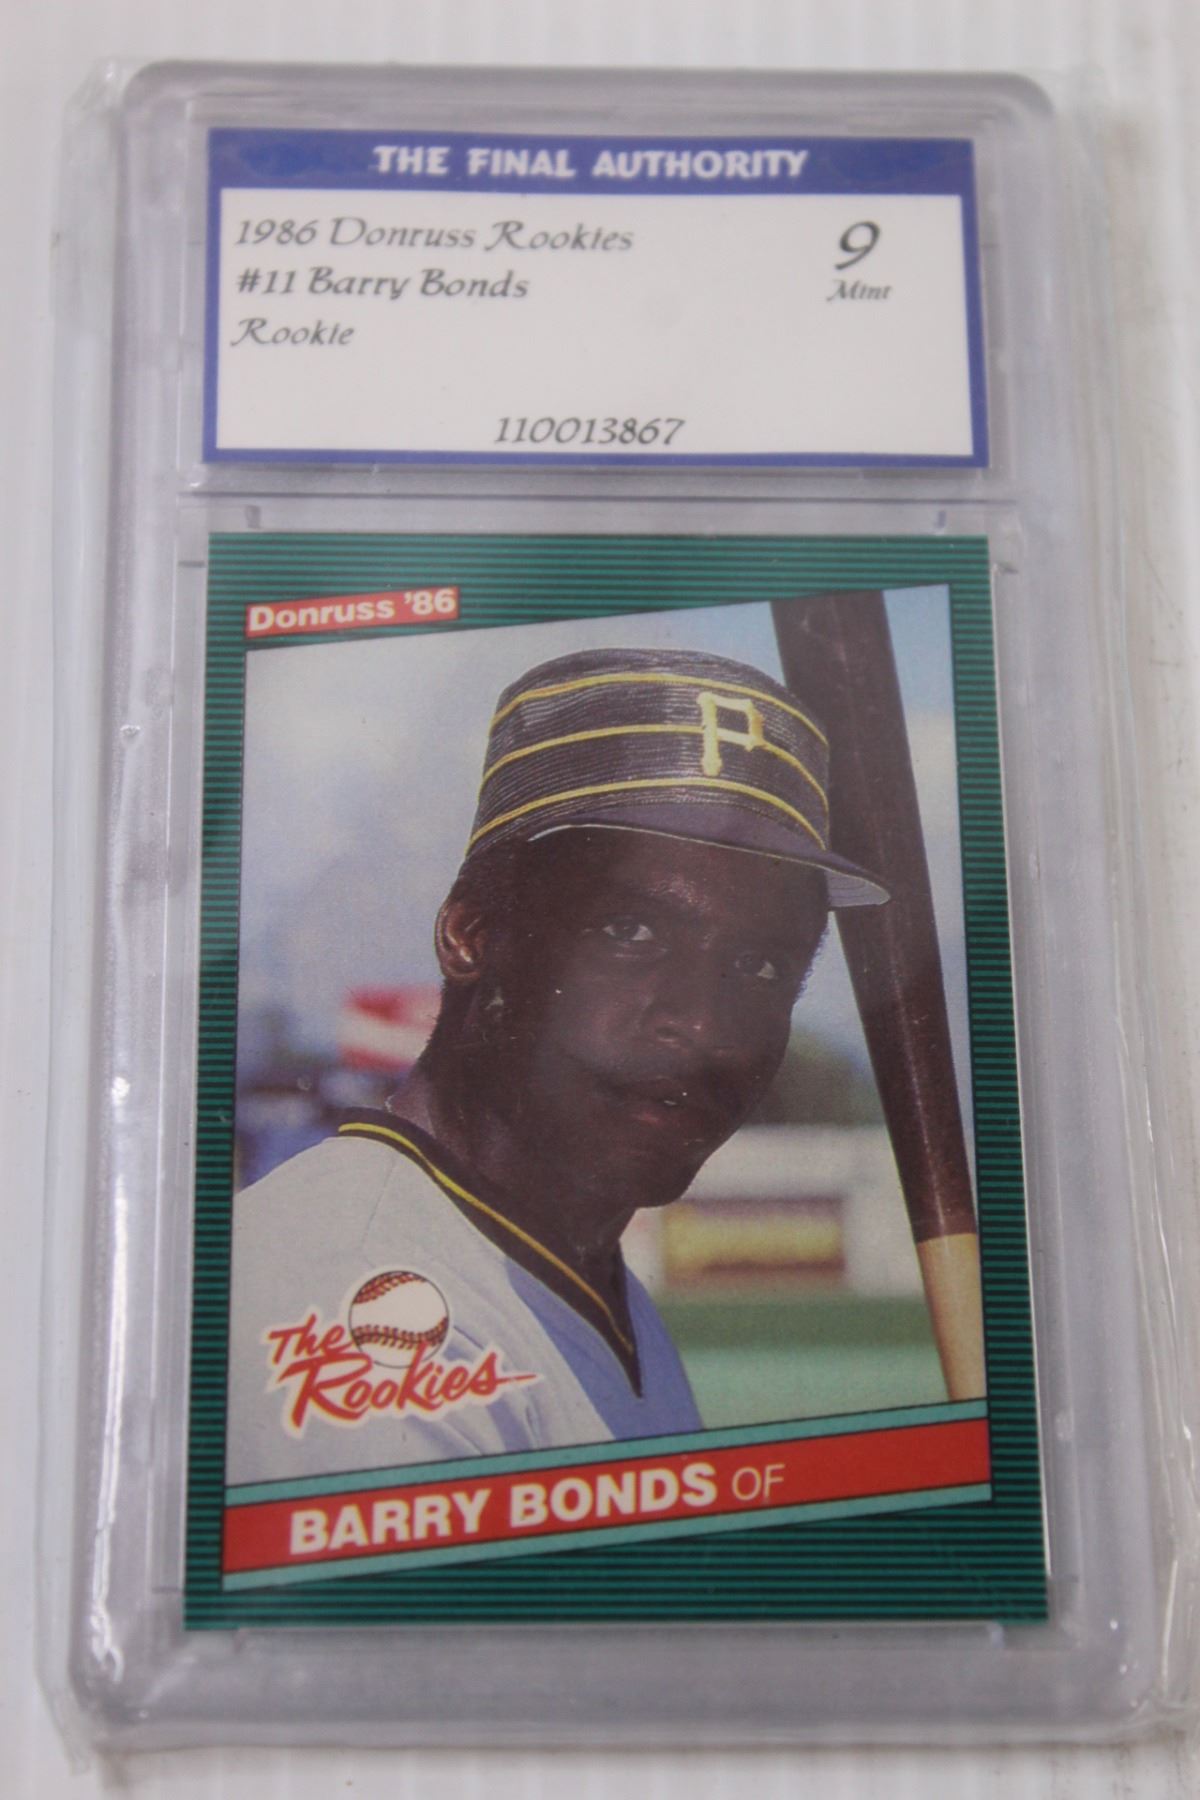 THE FINAL AUTHORITY
1986 Donruss Rookies
9
#11 Barry Bonds
Mint
Rookie
110013867
Donruss '86
P
The
Rookies
BARRY BONDS OF